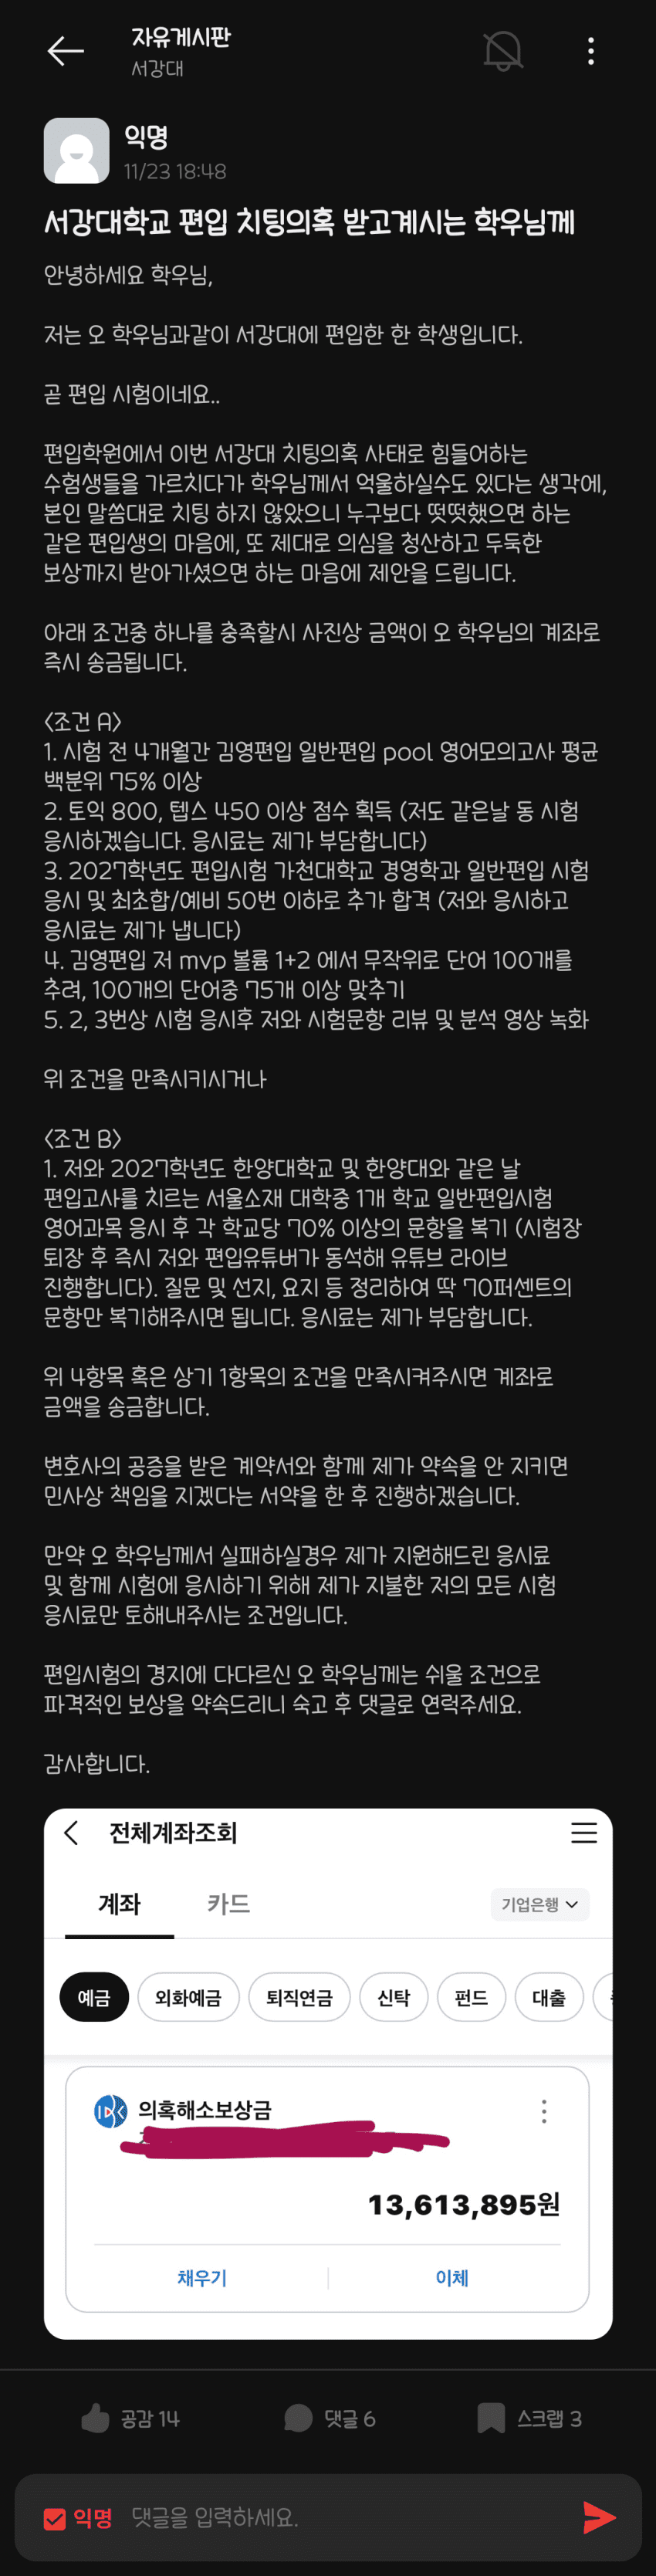 자유게시판
서강대
익명
11/23 18:48
서강대학교 편입 치팅의혹 받고계시는 학우님께
안녕하세요 학우님,
저는 오 학우님과같이 서강대에 편입한 한 학생입니다.
곧 편입 시험이네요..
편입학원에서 이번 서강대 치팅의혹 사태로 힘들어하는
수험생들을 가르치다가 학우님께서 억울하실수도 있다는 생각에,
본인 말씀대로 치팅 하지 않았으니 누구보다 떳떳했으면 하는
같은 편입생의 마음에, 또 제대로 의심을 청산하고 두둑한
보상까지 받아가셨으면 하는 마음에 제안을 드립니다.
아래 조건중 하나를 충족할시 사진상 금액이 오 학우님의 계좌로
즉시 송금됩니다.
<조건 A>
1. 시험 전 4개월간 김영편입 일반편입 pool 영어모의고사 평균
백분위 75% 이상
2. 토익 800, 텝스 450 이상 점수 획득 (저도 같은날 동 시험
응시하겠습니다. 응시료는 제가 부담합니다)
3. 2027학년도 편입시험 가천대학교 경영학과 일반편입 시험
응시 및 최초합/예비 50번 이하로 추가 합격 (저와 응시하고
응시료는 제가 냅니다)
4. 김영편입 저 mvp 볼륨 1+2 에서 무작위로 단어 100개를
추려, 100개의 단어중 75개 이상 맞추기
5. 2, 3번상 시험 응시후 저와 시험문항 리뷰 및 분석 영상 녹화
위 조건을 만족시키시거나
<조건 B>
1. 저와 2027학년도 한양대학교 및 한양대와 같은 날
편입고사를 치르는 서울소재 대학중 1개 학교 일반편입시험
영어과목 응시 후 각 학교당 70% 이상의 문항을 복기 (시험장
퇴장 후 즉시 저와 편입유튜버가 동석해 유튜브 라이브
진행합니다). 질문 및 선지, 요지 등 정리하여 딱 70퍼센트의
문항만 복기해주시면 됩니다. 응시료는 제가 부담합니다.
위 4항목 혹은 상기 1항목의 조건을 만족시켜주시면 계좌로
금액을 송금합니다.
변호사의 공증을 받은 계약서와 함께 제가 약속을 안 지키면
민사상 책임을 지겠다는 서약을 한 후 진행하겠습니다.
만약 오 학우님께서 실패하실경우 제가 지원해드린 응시료
및 함께 시험에 응시하기 위해 제가 지불한 저의 모든 시험
응시료만 토해내주시는 조건입니다.
편입시험의 경지에 다다르신 오 학우님께는 쉬울 조건으로
파격적인 보상을 약속드리니 숙고 후 댓글로 연럭주세요.
감사합니다.
전체계좌조회
계좌 카드 기업은행
예금 외화예금 퇴직연금 신탁 펀드 대출
의혹해소보상금
13,613,895원
채우기 이체
공감 14 댓글 6 스크랩 3
익명 댓글을 입력하세요.